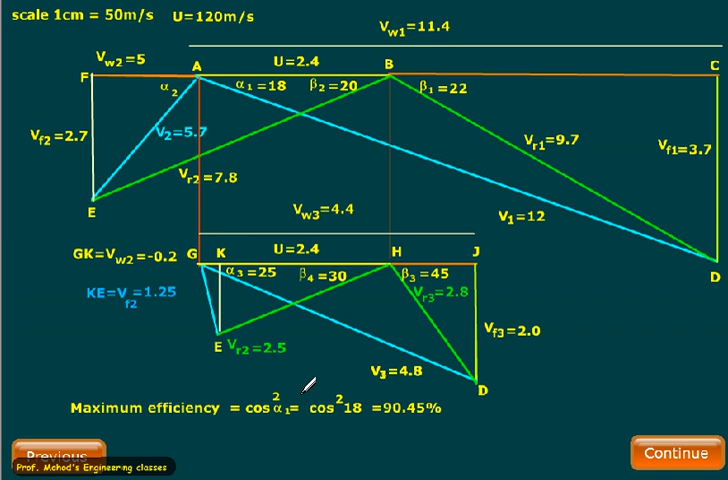 scale 1cm = 50m/s U=120m/s
Vw1=11.4
Vw2=5 A U=2.4 B C
F
α2 α1=18 β2=20 β1=22
Vf2=2.7 V2=5.7 Vr1=9.7 Vf1=3.7
Vr2=7.8
E Vw3=4.4 V1=12
GK=Vw2=-0.2 G K U=2.4 H J
D
α3=25 β4=30 β3=45
KE=Vf2=1.25 Vr3=2.8
Vf3=2.0
E Vr2=2.5
V3=4.8
D
Maximum efficiency = cos²α1= cos²18 =90.45%
Previous Continue
Prof. Mahod's Engineering classes